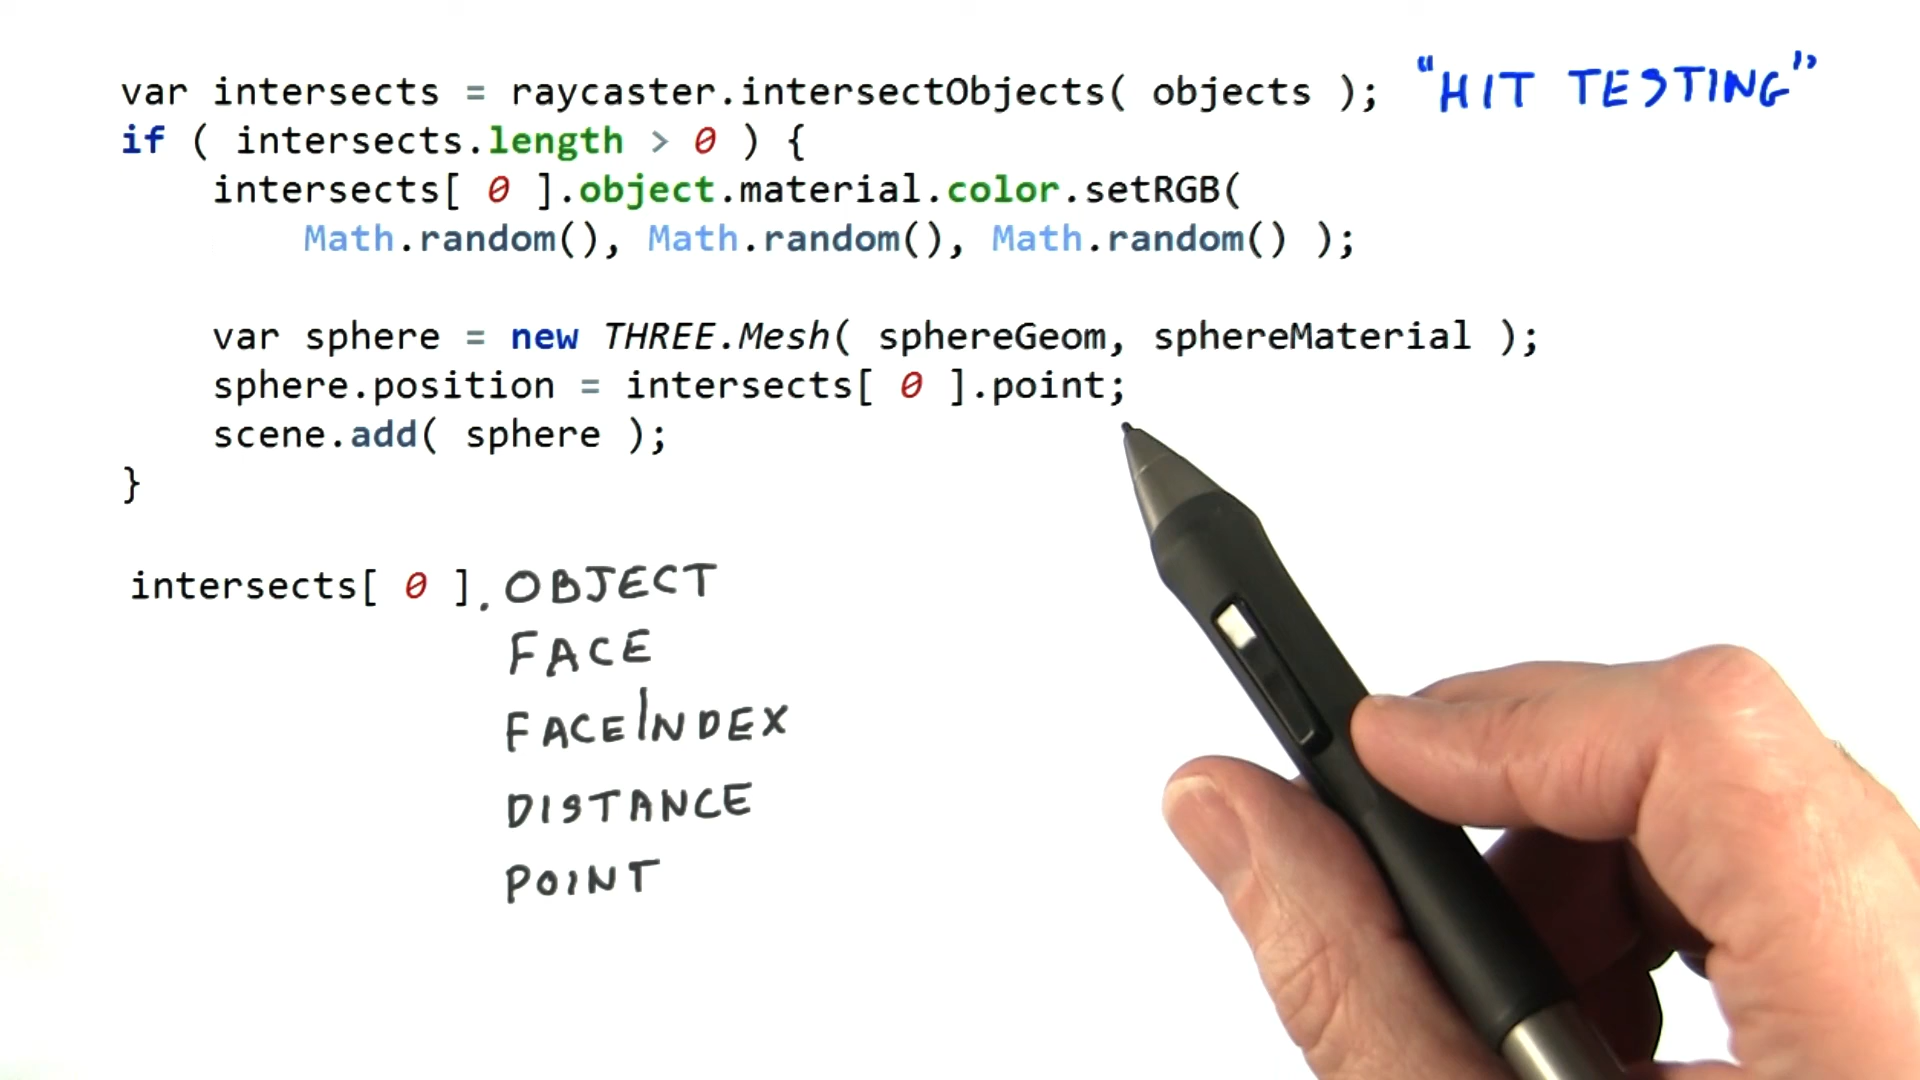 var intersects = raycaster.intersectObjects( objects ); "HIT TESTING"
if ( intersects.length > 0 ) {
intersects[ 0 ].object.material.color.setRGB(
Math.random(), Math.random(), Math.random() );
var sphere = new THREE.Mesh( sphereGeom, sphereMaterial );
sphere.position = intersects[ 0 ].point;
scene.add( sphere );
}
intersects[ 0 ].OBJECT
FACE
FACEINDEX
DISTANCE
POINT